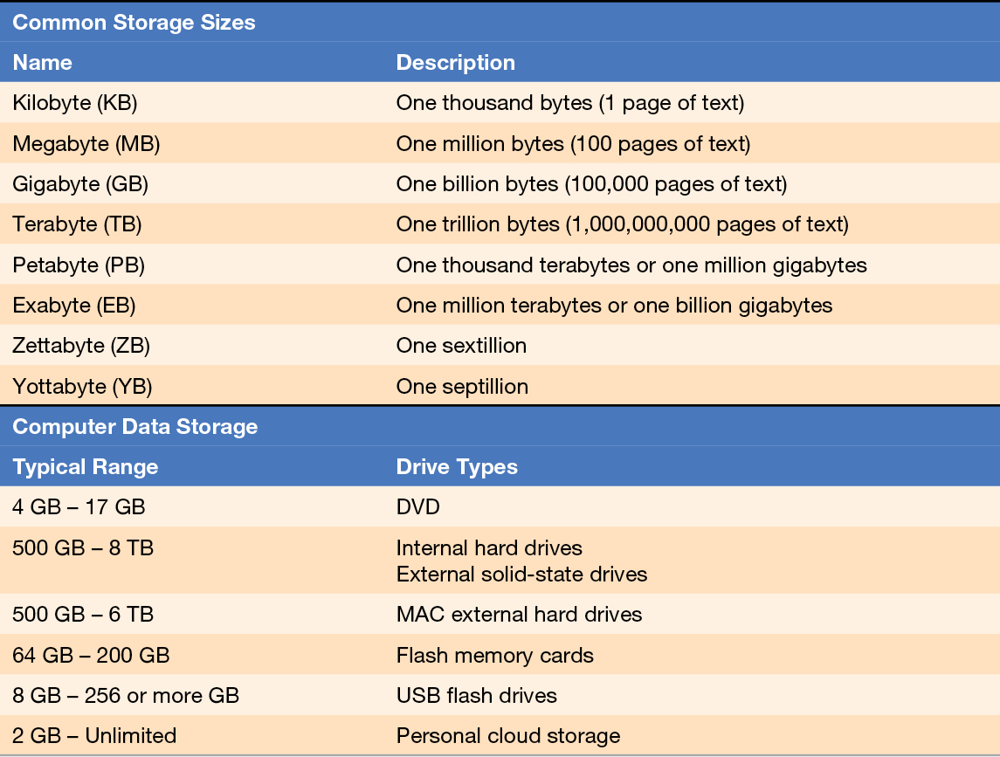 Common Storage Sizes
Name Description
Kilobyte (KB) One thousand bytes (1 page of text)
Megabyte (MB) One million bytes (100 pages of text)
Gigabyte (GB) One billion bytes (100,000 pages of text)
Terabyte (TB) One trillion bytes (1,000,000,000 pages of text)
Petabyte (PB) One thousand terabytes or one million gigabytes
Exabyte (EB) One million terabytes or one billion gigabytes
Zettabyte (ZB) One sextillion
Yottabyte (YB) One septillion
Computer Data Storage
Typical Range Drive Types
4 GB – 17 GB DVD
500 GB – 8 TB Internal hard drives
External solid-state drives
500 GB – 6 TB MAC external hard drives
64 GB – 200 GB Flash memory cards
8 GB – 256 or more GB USB flash drives
2 GB – Unlimited Personal cloud storage